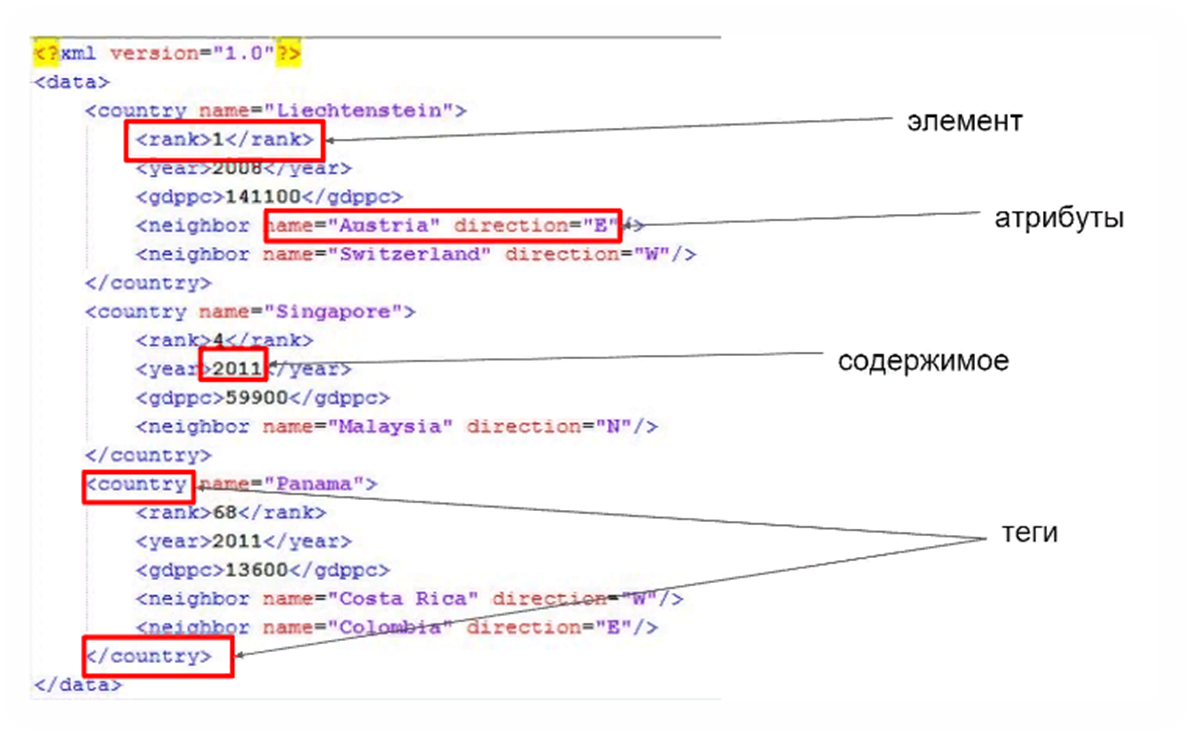 <?xml version="1.0"?>
<data>
<country name="Liechtenstein">
<rank>1</rank>
элемент
<year>2008</year>
<gdppc>141100</gdppc>
<neighbor name="Austria" direction="E"/>
атрибуты
<neighbor name="Switzerland" direction="W"/>
</country>
<country name="Singapore">
<rank>4</rank>
<year>2011</year>
содержимое
<gdppc>59900</gdppc>
<neighbor name="Malaysia" direction="N"/>
</country>
<country name="Panama">
<rank>68</rank>
теги
<year>2011</year>
<gdppc>13600</gdppc>
<neighbor name="Costa Rica" direction="W"/>
<neighbor name="Colombia" direction="E"/>
</country>
</data>